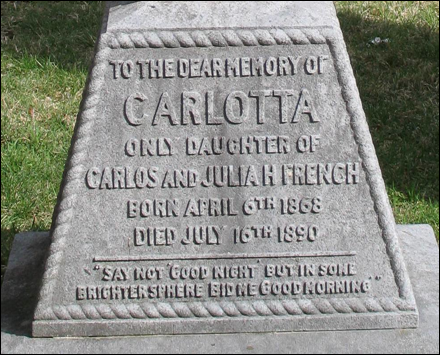 TO THE DEAR MEMORY OF
CARLOTTA
ONLY DAUGHTER OF
CARLOS AND JULIA H FRENCH
BORN APRIL 6TH 1868
DIED JULY 16TH 1890
"SAY NOT 'GOOD NIGHT' BUT IN SOME
BRIGHTER SPHERE BID ME GOOD MORNING"